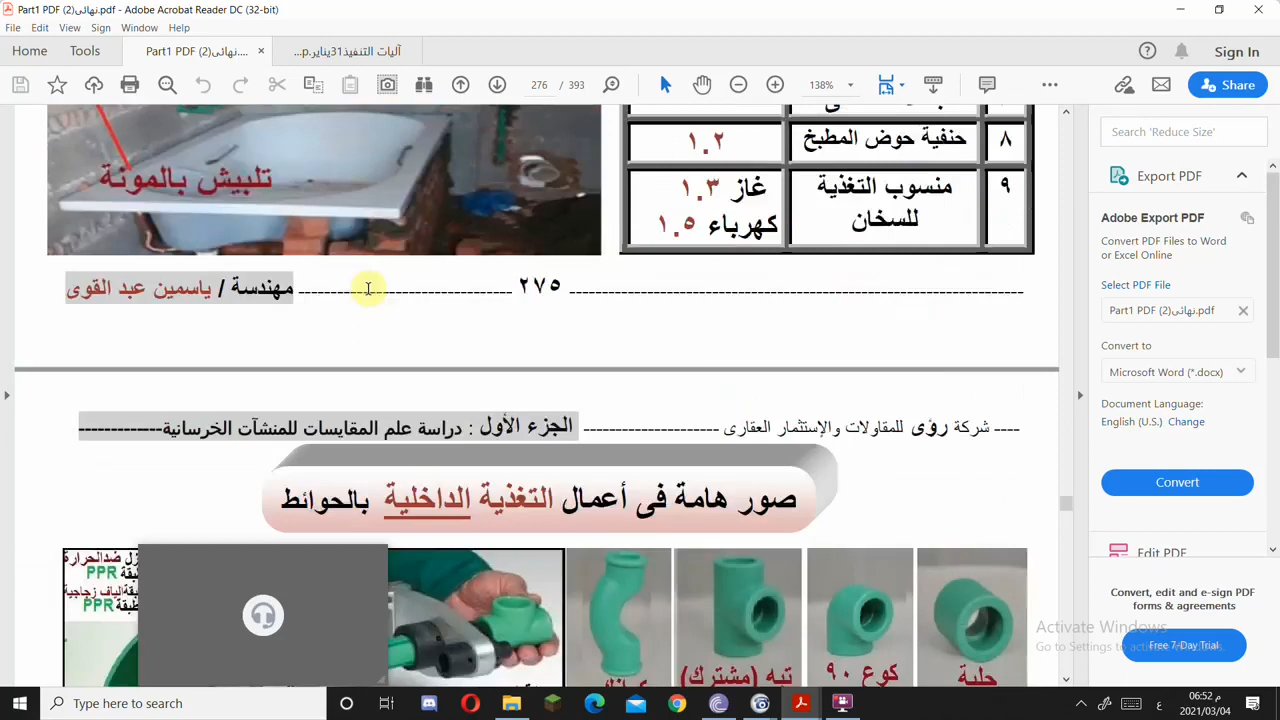 Part1 PDF (2)نهائى.pdf - Adobe Acrobat Reader DC (32-bit)
File Edit View Sign Window Help
Home Tools Part1 PDF (2)نهائى.... × آليات التنفيذ31يناير.p... Sign In
276 / 393 138% Share
٨ حنفية حوض المطبخ ١.٢
٩ منسوب التغذية غاز ١.٣
للسخان كهرباء ١.٥
تلبيش بالمونة
٢٧٥ مهندسة / ياسمين عبد القوى
شركة رؤى للمقاولات والإستثمار العقارى الجزء الأول : دراسة علم المقايسات للمنشآت الخرسانية
صور هامة فى أعمال التغذية الداخلية بالحوائط
ضدالحرارة
PPR
الياف زجاجية
PPR
جلبة كوع ٩٠ تيه (مشترك)
Search 'Reduce Size'
Export PDF
Adobe Export PDF
Convert PDF Files to Word
or Excel Online
Select PDF File
Part1 PDF (2)نهائى.pdf
Convert to
Microsoft Word (*.docx)
Document Language:
English (U.S.) Change
Convert
Edit PDF
Convert, edit and e-sign PDF
forms & agreements
Free 7-Day Trial
Activate Windows
Go to Settings to
Type here to search
06:52 م
2021/03/04
ع